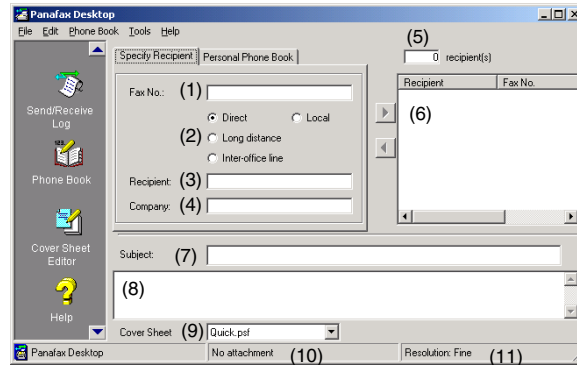 Panafax Desktop
File Edit Phone Book Tools Help
Specify Recipient Personal Phone Book
(5)
0 recipient(s)
Fax No.: (1)
Direct Local
(2) Long distance
Inter-office line
Recipient: (3)
Company: (4)
Recipient Fax No.
(6)
Send/Receive
Log
Phone Book
Cover Sheet
Editor
Help
Subject: (7)
(8)
Cover Sheet (9) Quick.psf
Panafax Desktop No attachment (10) Resolution: Fine (11)